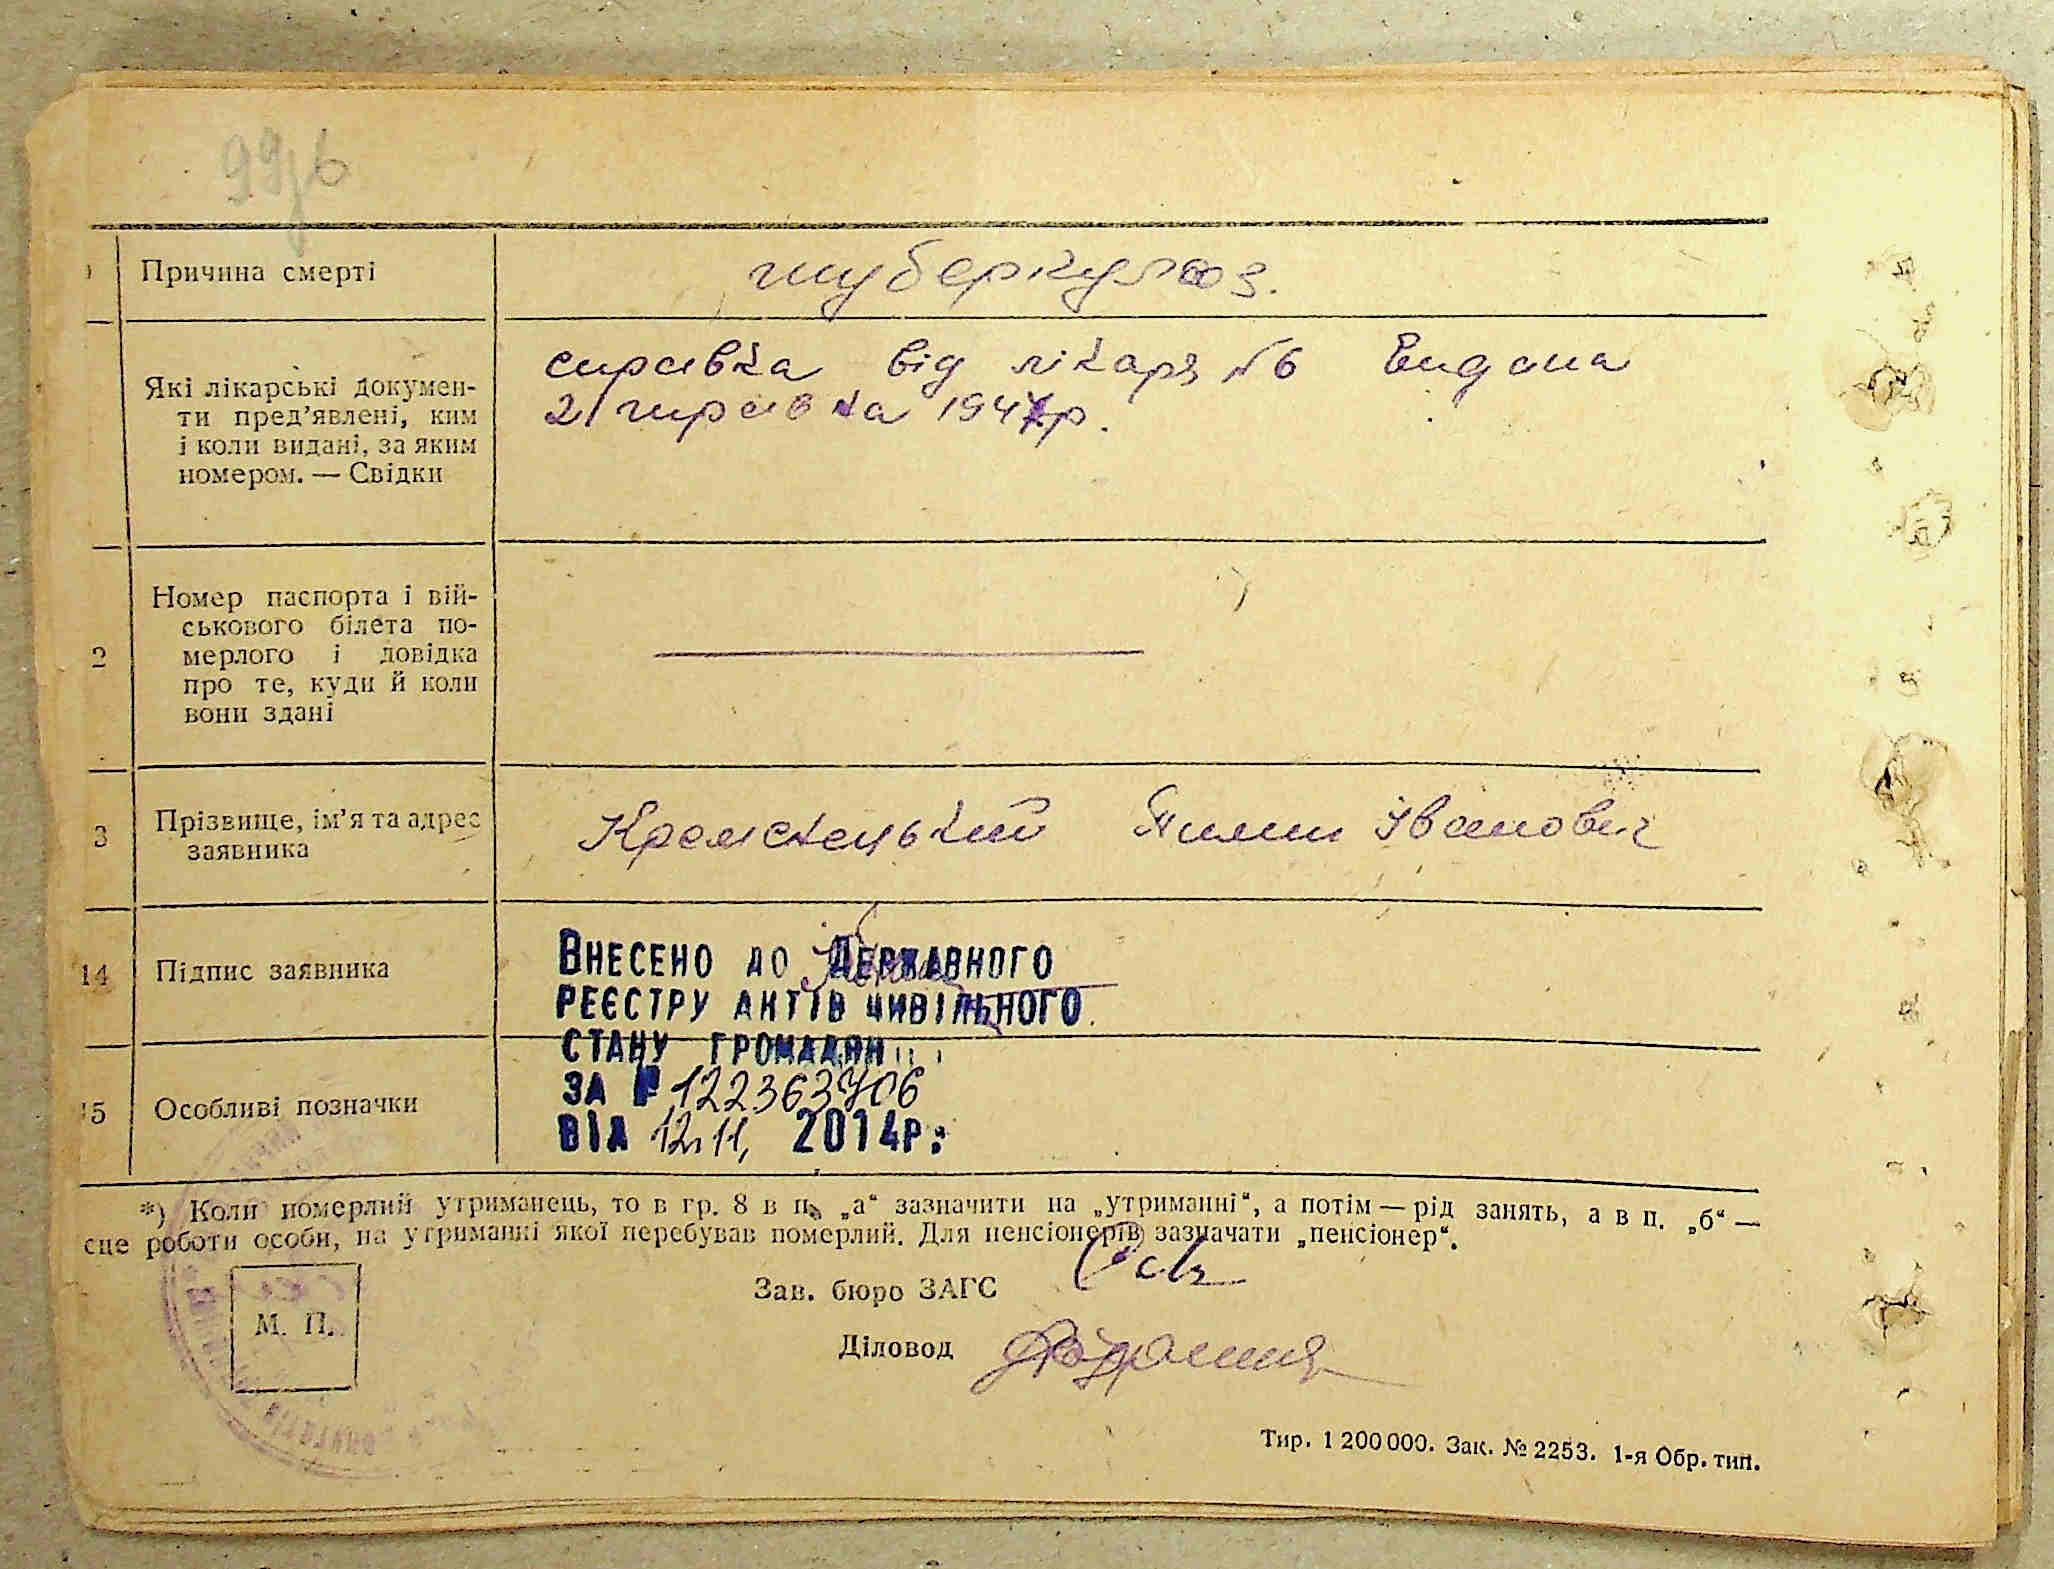 Причина смерті
туберкульоз.
Які лікарські докумен-
ти пред’явлені, ким
і коли видані, за яким
номером. — Свідки
справка від лікаря №6 видана
21 травня 1947р.
2
Номер паспорта і вій-
ськового білета по-
мерлого і довідка
про те, куди й коли
вони здані
3
Прізвище, ім’я та адрес
заявника
Іванович
14
Підпис заявника
15
Особливі позначки
Внесено до Державного
реєстру актів цивільного
стану громадян
за № 122363706
від 12.11. 2014р.
*) Коли померлий утриманець, то в гр. 8 в п. „а“ зазначити на „утриманні“, а потім — рід занять, а в п. „б“ —
сце роботи особи, на утриманні якої перебував померлий. Для пенсіонерів зазначати „пенсіонер“.
Зав. бюро ЗАГС
М. П.
Діловод
Тир. 1 200 000. Зак. № 2253. 1-я Обр. тип.